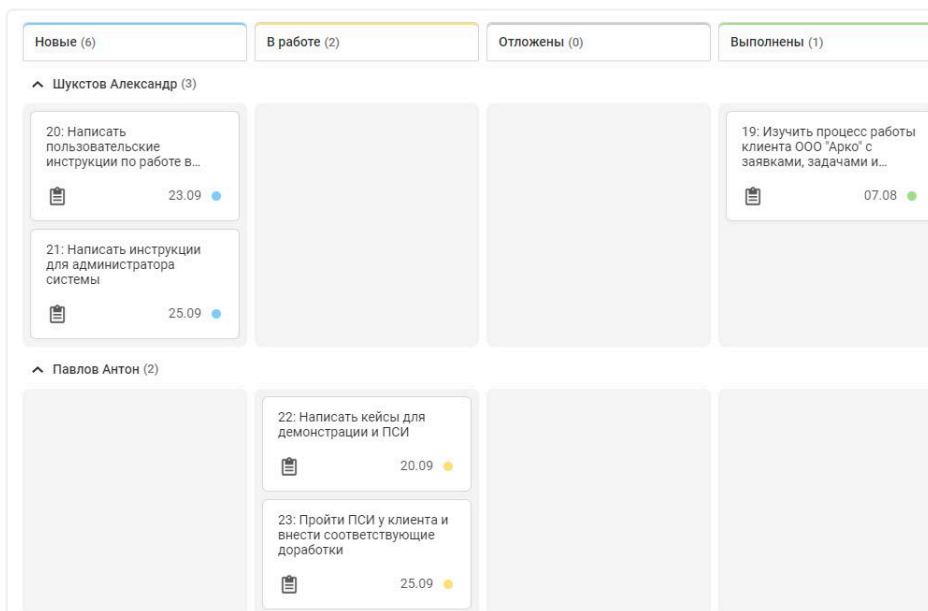 Новые (6)
В работе (2)
Отложены (0)
Выполнены (1)
Шукстов Александр (3)
20: Написать
пользовательские
инструкции по работе в...
23.09
19: Изучить процесс работы
клиента ООО "Арко" с
заявками, задачами и...
07.08
21: Написать инструкции
для администратора
системы
25.09
Павлов Антон (2)
22: Написать кейсы для
демонстрации и ПСИ
20.09
23: Пройти ПСИ у клиента и
внести соответствующие
доработки
25.09